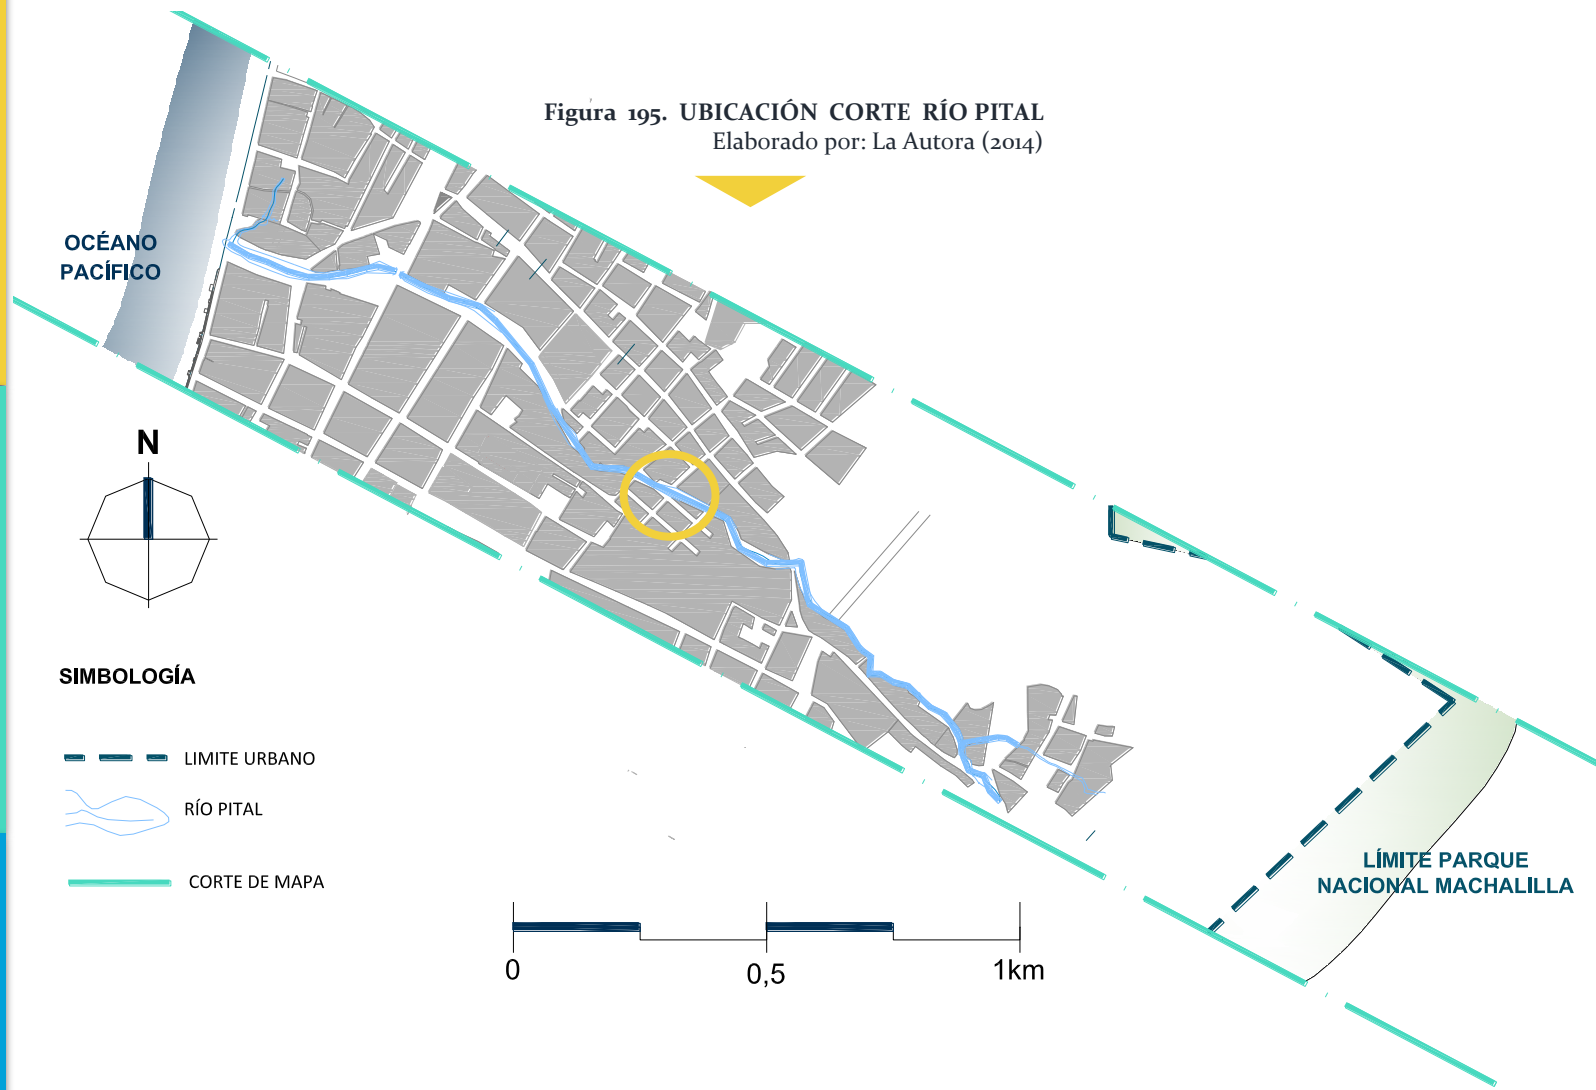 Figura 195. UBICACIÓN CORTE RÍO PITAL
Elaborado por: La Autora (2014)
OCÉANO
PACÍFICO
N
SIMBOLOGÍA
LIMITE URBANO
RÍO PITAL
CORTE DE MAPA
LÍMITE PARQUE
NACIONAL MACHALILLA
0 0,5 1km